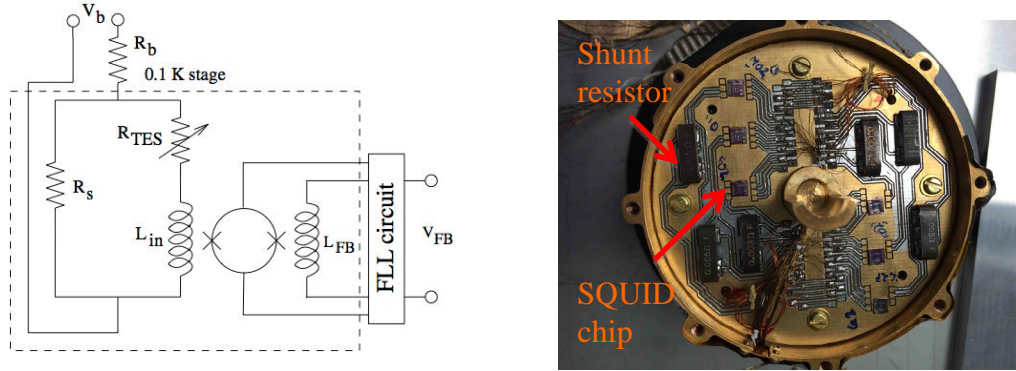 V_b
R_b
0.1 K stage
R_TES
R_s
L_in
L_FB
FLL circuit
V_FB
Shunt
resistor
SQUID
chip